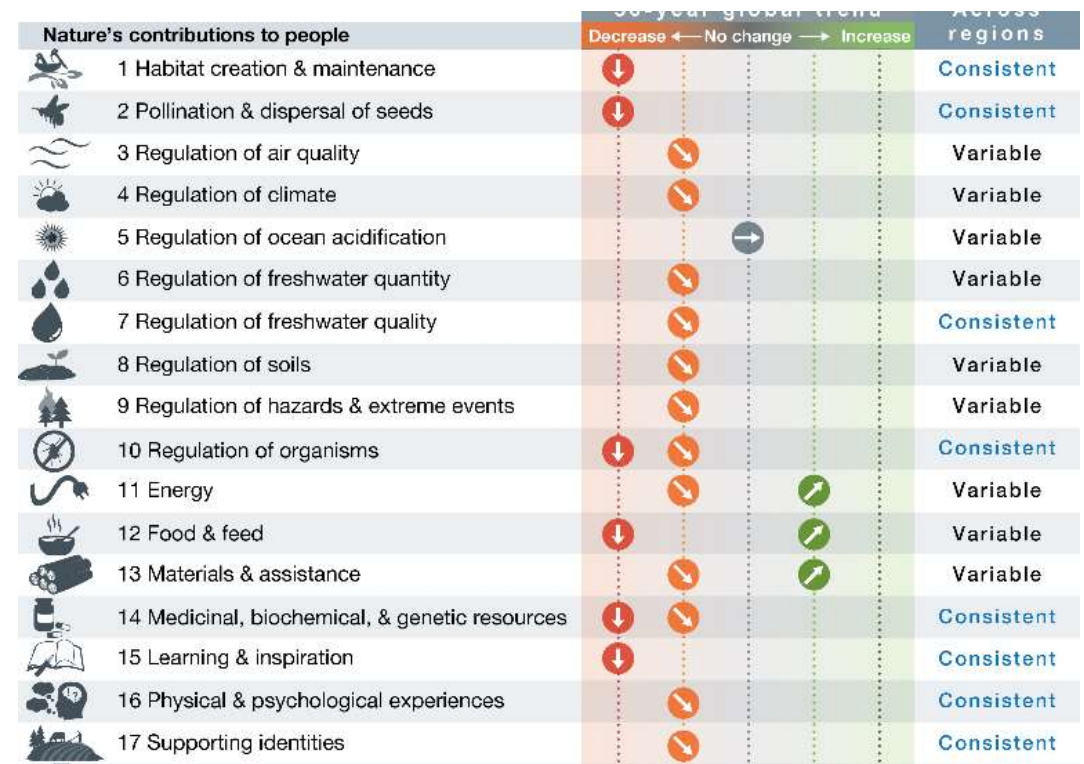 50-year global trend
Across
Nature's contributions to people
Decrease ←No change → Increase
regions
1 Habitat creation & maintenance
Consistent
2 Pollination & dispersal of seeds
Consistent
3 Regulation of air quality
Variable
4 Regulation of climate
Variable
5 Regulation of ocean acidification
Variable
6 Regulation of freshwater quantity
Variable
7 Regulation of freshwater quality
Consistent
8 Regulation of soils
Variable
9 Regulation of hazards & extreme events
Variable
10 Regulation of organisms
Consistent
11 Energy
Variable
12 Food & feed
Variable
13 Materials & assistance
Variable
14 Medicinal, biochemical, & genetic resources
Consistent
15 Learning & inspiration
Consistent
16 Physical & psychological experiences
Consistent
17 Supporting identities
Consistent